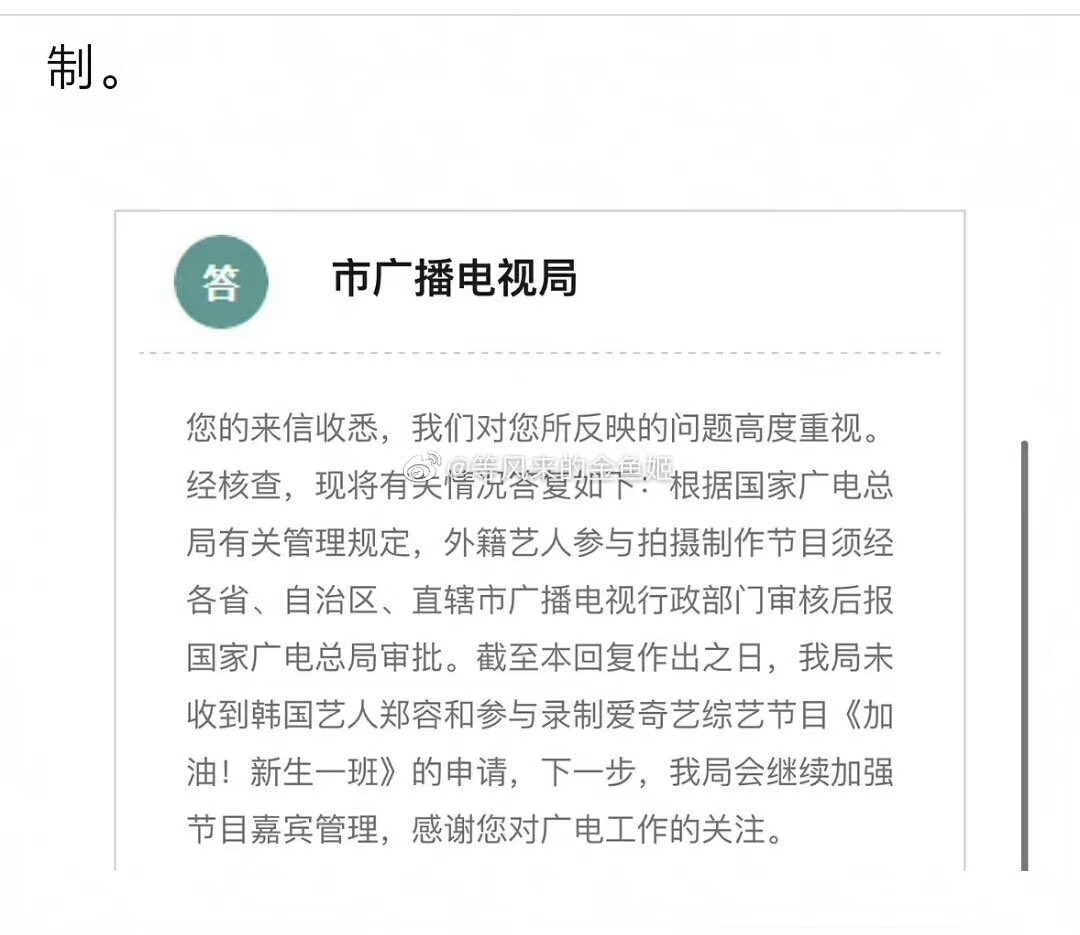 制。
答
市广播电视局
您的来信收悉，我们对您所反映的问题高度重视。
@等风来的金鱼姬
经核查，现将有关情况答复如下：根据国家广电总
局有关管理规定，外籍艺人参与拍摄制作节目须经
各省、自治区、直辖市广播电视行政部门审核后报
国家广电总局审批。截至本回复作出之日，我局未
收到韩国艺人郑容和参与录制爱奇艺综艺节目《加
油！新生一班》的申请，下一步，我局会继续加强
节目嘉宾管理，感谢您对广电工作的关注。